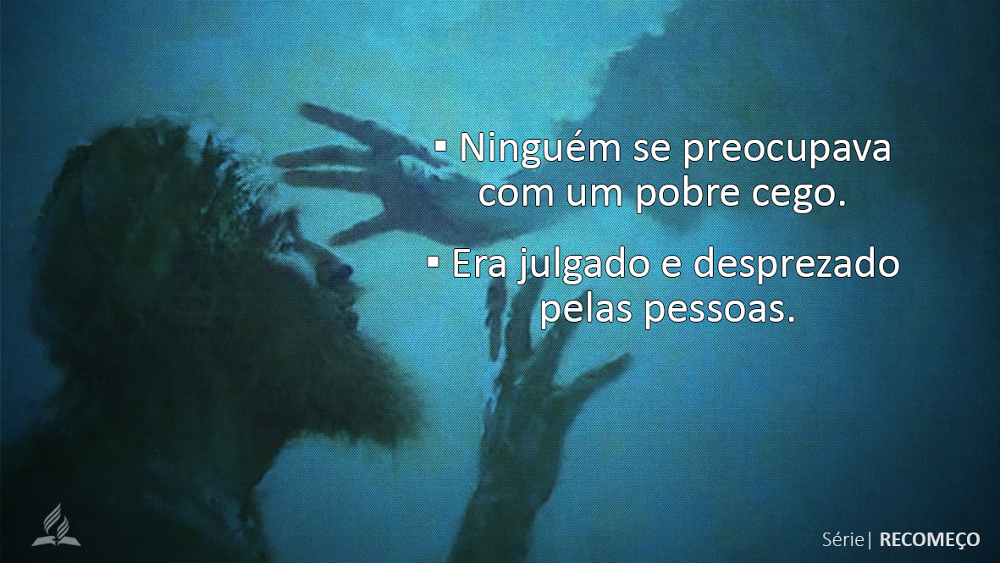 ▪ Ninguém se preocupava
com um pobre cego.
▪ Era julgado e desprezado
pelas pessoas.
Série| RECOMEÇO